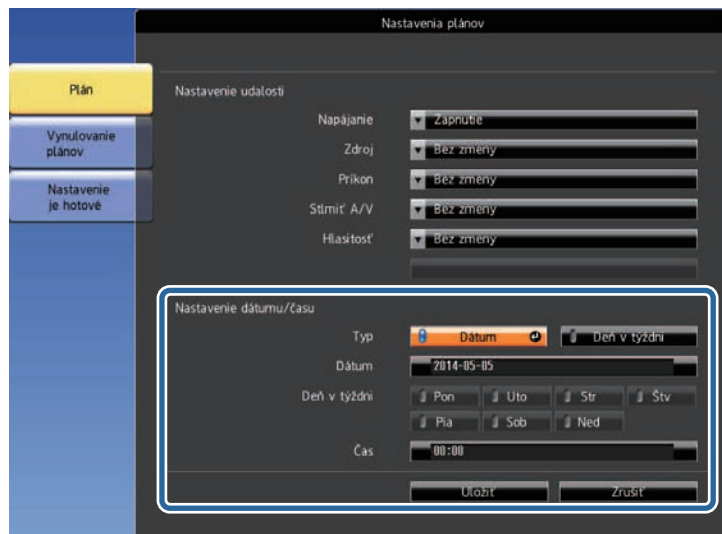 Nastavenia plánov
Plán
Vynulovanie
plánov
Nastavenie
je hotové
Nastavenie udalosti
Napájanie Zapnutie
Zdroj Bez zmeny
Príkon Bez zmeny
Stlmiť A/V Bez zmeny
Hlasitosť Bez zmeny
Nastavenie dátumu/času
Typ Dátum Deň v týždni
Dátum 2014-05-05
Deň v týždni Pon Uto Str Štv
Pia Sob Ned
Čas 00:00
Uložiť Zrušiť